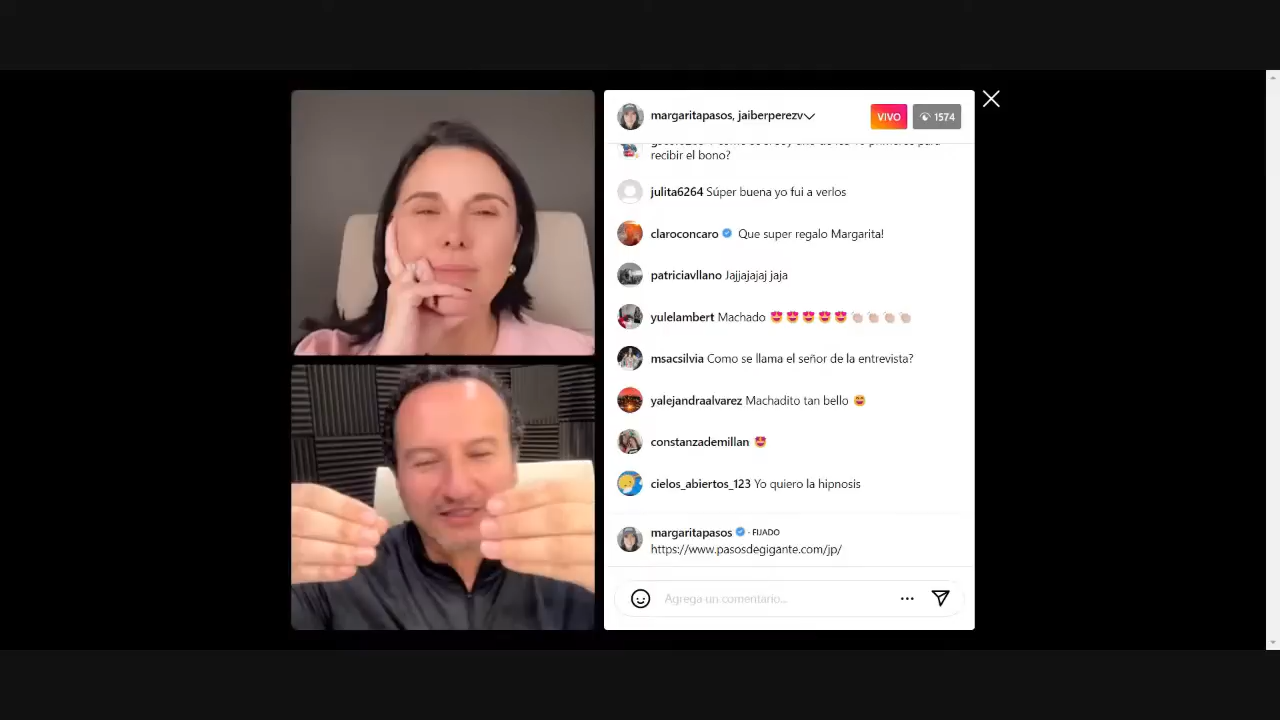 margaritapasos, jaiberperezv
VIVO
1574
recibir el bono?
julita6264 Súper buena yo fui a verlos
claroconcaro Que super regalo Margarita!
patriciavllano Jajjajajaj jaja
yulelambert Machado 😍😍😍😍😍👏🏻👏🏻👏🏻👏🏻
msacsilvia Como se llama el señor de la entrevista?
yalejandraalvarez Machadito tan bello 😄
constanzademillan 😍
cielos_abiertos_123 Yo quiero la hipnosis
margaritapasos · FIJADO
https://www.pasosdegigante.com/jp/
Agrega un comentario...